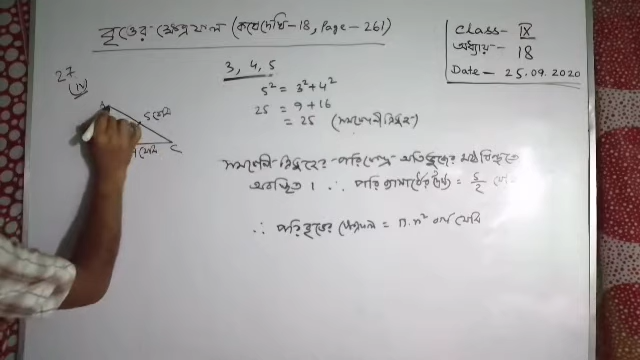 বৃত্তের ক্ষেত্রফল (কষেদেখি-18, Page-261)
Class- IX
অধ্যায়- 18
Date- 25.09.2020
27
(iv)
3, 4, 5
5² = 3²+4²
25 = 9+16
= 25 (সমকোণী ত্রিভুজ)
5 সেমি
সেমি C
সমকোণী ত্রিভুজের পরিকেন্দ্র অতিভুজের মধ্যবিন্দুতে
অবস্থিত । ∴ পরিব্যাসার্ধের দৈর্ঘ্য = 5/2
∴ পরিবৃত্তের ক্ষেত্রফল = π.r² বর্গ সেমি